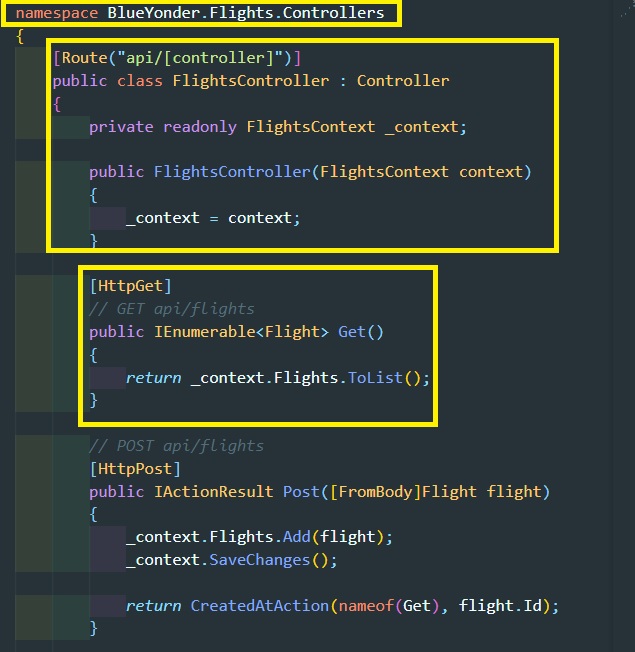 namespace BlueYonder.Flights.Controllers
{
[Route("api/[controller]")]
public class FlightsController : Controller
{
private readonly FlightsContext _context;
public FlightsController(FlightsContext context)
{
_context = context;
}
[HttpGet]
// GET api/flights
public IEnumerable<Flight> Get()
{
return _context.Flights.ToList();
}
// POST api/flights
[HttpPost]
public IActionResult Post([FromBody]Flight flight)
{
_context.Flights.Add(flight);
_context.SaveChanges();
return CreatedAtAction(nameof(Get), flight.Id);
}